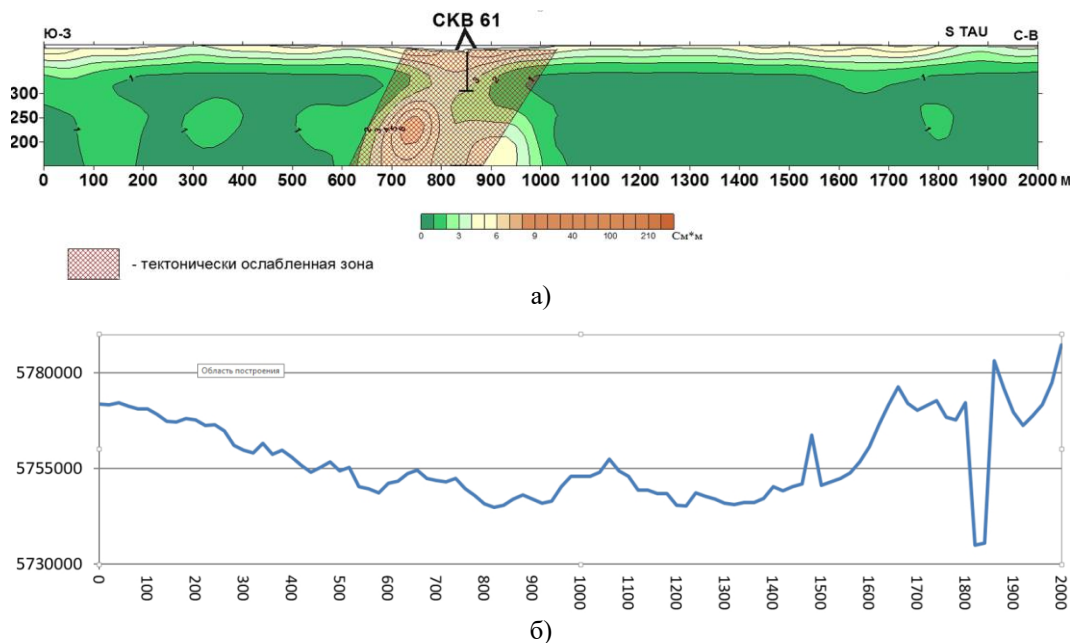 СКВ 61
Ю-З
S TAU С-В
300
250
200
0 100 200 300 400 500 600 700 800 900 1000 1100 1200 1300 1400 1500 1600 1700 1800 1900 2000 м
0 3 6 9 40 100 210 См*м
- тектонически ослабленная зона
а)
5780000
Область построения
5755000
5730000
0 100 200 300 400 500 600 700 800 900 1000 1100 1200 1300 1400 1500 1600 1700 1800 1900 2000
б)